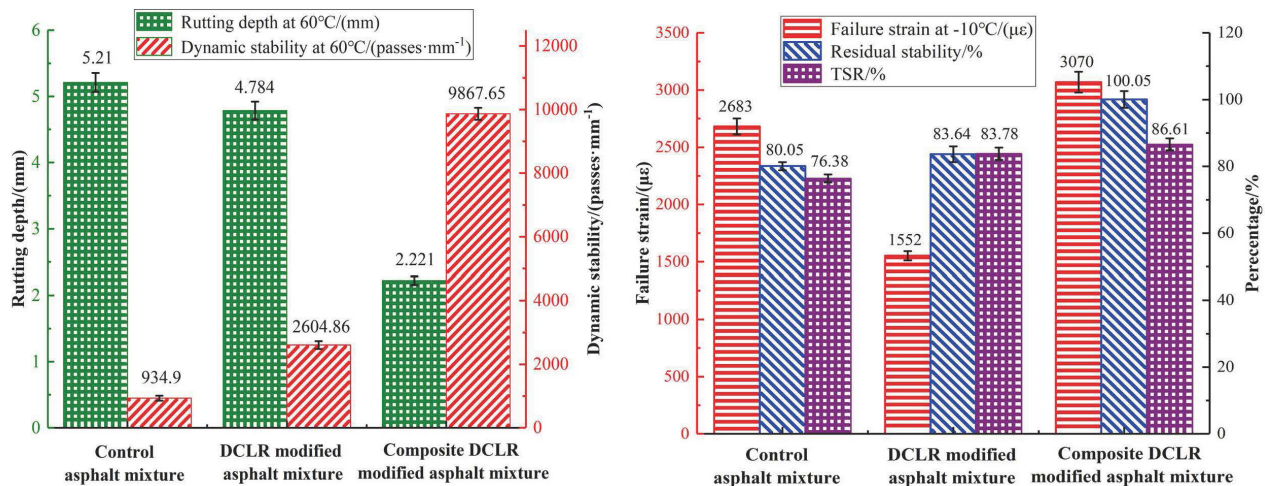 Rutting depth at 60°C/(mm)
Dynamic stability at 60°C/(passes·mm⁻¹)
Rutting depth/(mm)
6
5
4
3
2
1
0
5.21
934.9
4.784
2604.86
2.221
9867.65
12000
10000
8000
6000
4000
2000
0
Dynamic stability/(passes·mm⁻¹)
Control
asphalt mixture
DCLR modified
asphalt mixture
Composite DCLR
modified asphalt mixture
Failure strain at -10°C/(με)
Residual stability/%
TSR/%
Failure strain/(με)
3500
3000
2500
2000
1500
1000
500
0
2683
80.05
76.38
1552
83.64
83.78
3070
100.05
86.61
120
100
80
60
40
20
0
Perecentage/%
Control
asphalt mixture
DCLR modified
asphalt mixture
Composite DCLR
modified asphalt mixture